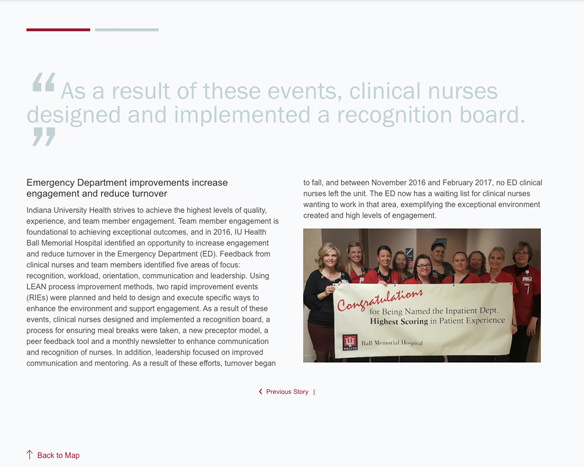 “ As a result of these events, clinical nurses
designed and implemented a recognition board.
”
Emergency Department improvements increase
engagement and reduce turnover
Indiana University Health strives to achieve the highest levels of quality,
experience, and team member engagement. Team member engagement is
foundational to achieving exceptional outcomes, and in 2016, IU Health
Ball Memorial Hospital identified an opportunity to increase engagement
and reduce turnover in the Emergency Department (ED). Feedback from
clinical nurses and team members identified five areas of focus:
recognition, workload, orientation, communication and leadership. Using
LEAN process improvement methods, two rapid improvement events
(RIEs) were planned and held to design and execute specific ways to
enhance the environment and support engagement. As a result of these
events, clinical nurses designed and implemented a recognition board, a
process for ensuring meal breaks were taken, a new preceptor model, a
peer feedback tool and a monthly newsletter to enhance communication
and recognition of nurses. In addition, leadership focused on improved
communication and mentoring. As a result of these efforts, turnover began
to fall, and between November 2016 and February 2017, no ED clinical
nurses left the unit. The ED now has a waiting list for clinical nurses
wanting to work in that area, exemplifying the exceptional environment
created and high levels of engagement.
Congratulations
for Being Named the Inpatient Dept.
Highest Scoring in Patient Experience
Ball Memorial Hospital
Previous Story |
Back to Map